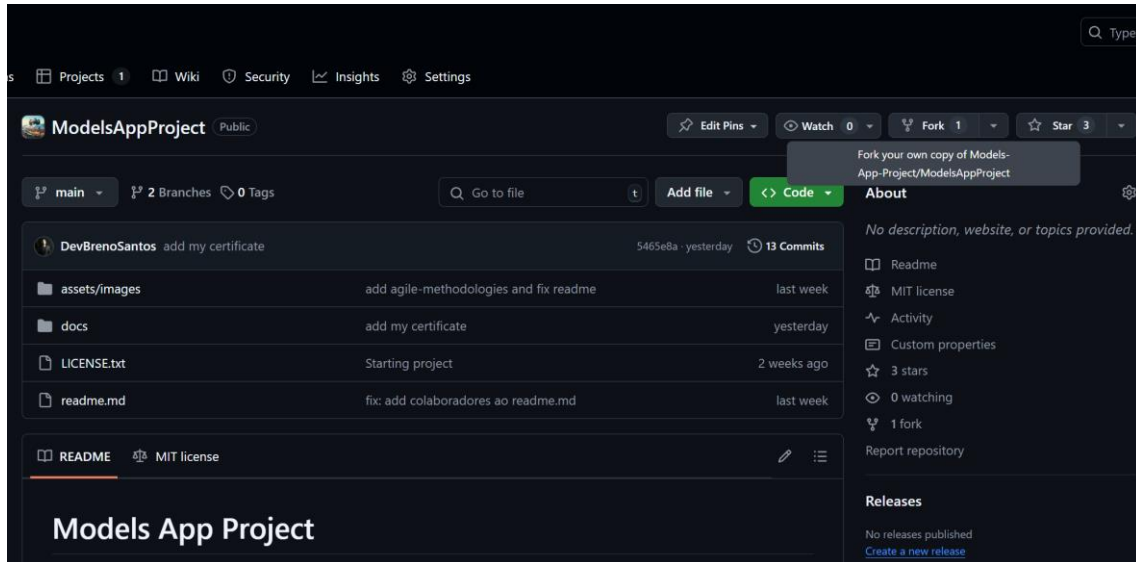 Type
s Projects 1 Wiki Security Insights Settings
ModelsAppProject Public Edit Pins Watch 0 Fork 1 Star 3
Fork your own copy of Models-
App-Project/ModelsAppProject
main 2 Branches 0 Tags Go to file t Add file <> Code About
No description, website, or topics provided.
DevBrenoSantos add my certificate 5465e8a · yesterday 13 Commits
Readme
assets/images add agile-methodologies and fix readme last week
MIT license
docs add my certificate yesterday
Activity
Custom properties
LICENSE.txt Starting project 2 weeks ago
3 stars
readme.md fix: add colaboradores ao readme.md last week
0 watching
1 fork
README MIT license
Report repository
Releases
Models App Project
No releases published
Create a new release